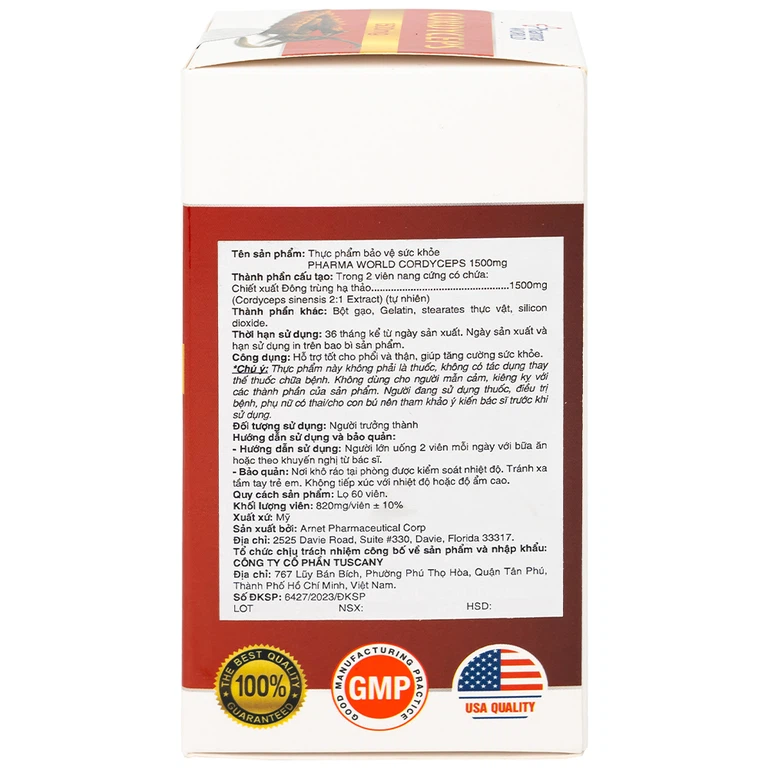 CORDYCEPS
1500mg
PHARMA
WORLD
Tên sản phẩm: Thực phẩm bảo vệ sức khỏe
PHARMA WORLD CORDYCEPS 1500mg
Thành phần cấu tạo: Trong 2 viên nang cứng có chứa:
Chiết xuất Đông trùng hạ thảo....................................................1500mg
(Cordyceps sinensis 2:1 Extract) (tự nhiên)
Thành phần khác: Bột gạo, Gelatin, stearates thực vật, silicon
dioxide.
Thời hạn sử dụng: 36 tháng kể từ ngày sản xuất. Ngày sản xuất và
hạn sử dụng in trên bao bì sản phẩm.
Công dụng: Hỗ trợ tốt cho phổi và thận, giúp tăng cường sức khỏe.
*Chú ý: Thực phẩm này không phải là thuốc, không có tác dụng thay
thế thuốc chữa bệnh. Không dùng cho người mẫn cảm, kiêng kỵ với
các thành phần của sản phẩm. Người đang sử dụng thuốc, điều trị
bệnh, phụ nữ có thai/cho con bú nên tham khảo ý kiến bác sĩ trước khi
sử dụng.
Đối tượng sử dụng: Người trưởng thành
Hướng dẫn sử dụng và bảo quản:
- Hướng dẫn sử dụng: Người lớn uống 2 viên mỗi ngày với bữa ăn
hoặc theo khuyến nghị từ bác sĩ.
- Bảo quản: Nơi khô ráo tại phòng được kiểm soát nhiệt độ. Tránh xa
tầm tay trẻ em. Không tiếp xúc với nhiệt độ hoặc độ ẩm cao.
Quy cách sản phẩm: Lọ 60 viên.
Khối lượng viên: 820mg/viên ± 10%
Xuất xứ: Mỹ
Sản xuất bởi: Arnet Pharmaceutical Corp
Địa chỉ: 2525 Davie Road, Suite #330, Davie, Florida 33317.
Tổ chức chịu trách nhiệm công bố về sản phẩm và nhập khẩu:
CÔNG TY CỔ PHẦN TUSCANY
Địa chỉ: 767 Lũy Bán Bích, Phường Phú Thọ Hòa, Quận Tân Phú,
Thành Phố Hồ Chí Minh, Việt Nam.
Số ĐKSP: 6427/2023/ĐKSP
LOT NSX: HSD:
THE BEST QUALITY
100%
GUARANTEED
GOOD MANUFACTURING PRACTICE
GMP
USA QUALITY